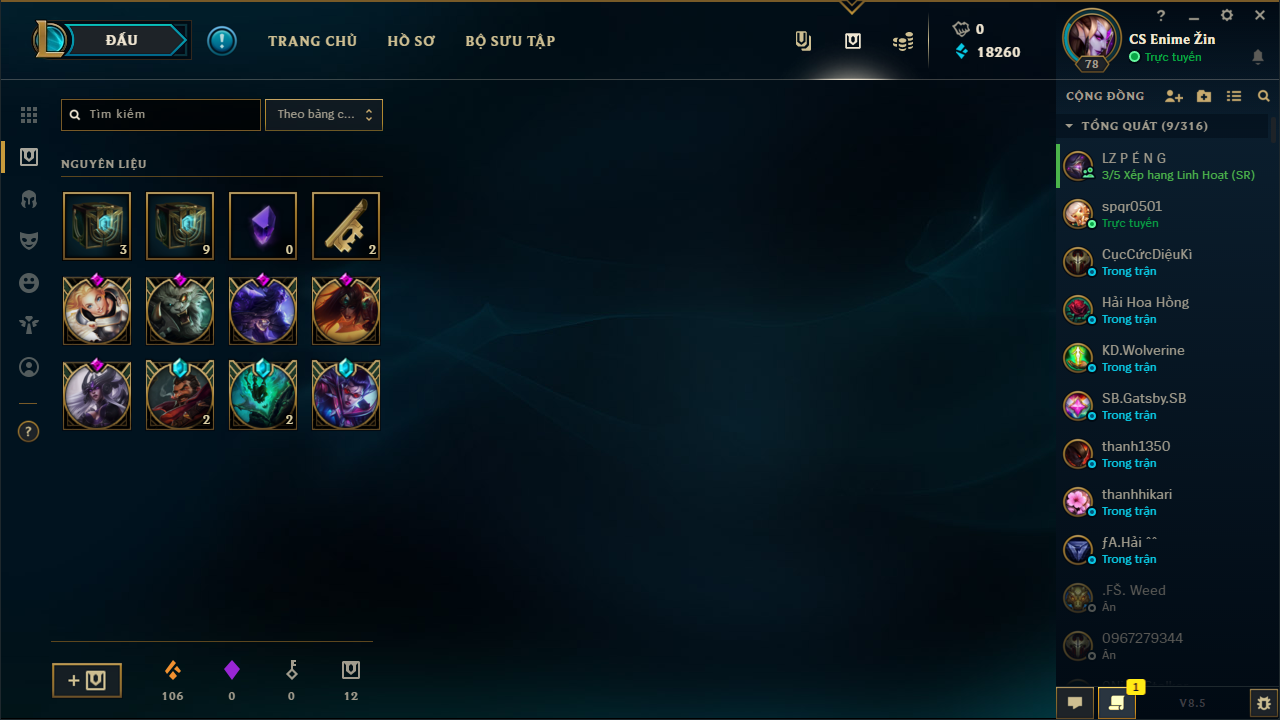 ĐẤU
TRANG CHỦ
HỒ SƠ
BỘ SƯU TẬP
0
18260
78
CS Enime Žin
Trực tuyến
Tìm kiếm
Theo bảng c...
NGUYÊN LIỆU
3
9
0
2
2
2
106
0
0
12
CỘNG ĐỒNG
TỔNG QUÁT (9/316)
LZ P É N G
3/5 Xếp hạng Linh Hoạt (SR)
spqr0501
Trực tuyến
CụcCứcDiệuKì
Trong trận
Hải Hoa Hồng
Trong trận
KD.Wolverine
Trong trận
SB.Gatsby.SB
Trong trận
thanh1350
Trong trận
thanhhikari
Trong trận
ƒA.Hải ˆˆ
Trong trận
.FŠ. Weed
Ẩn
0967279344
Ẩn
1
V8.5